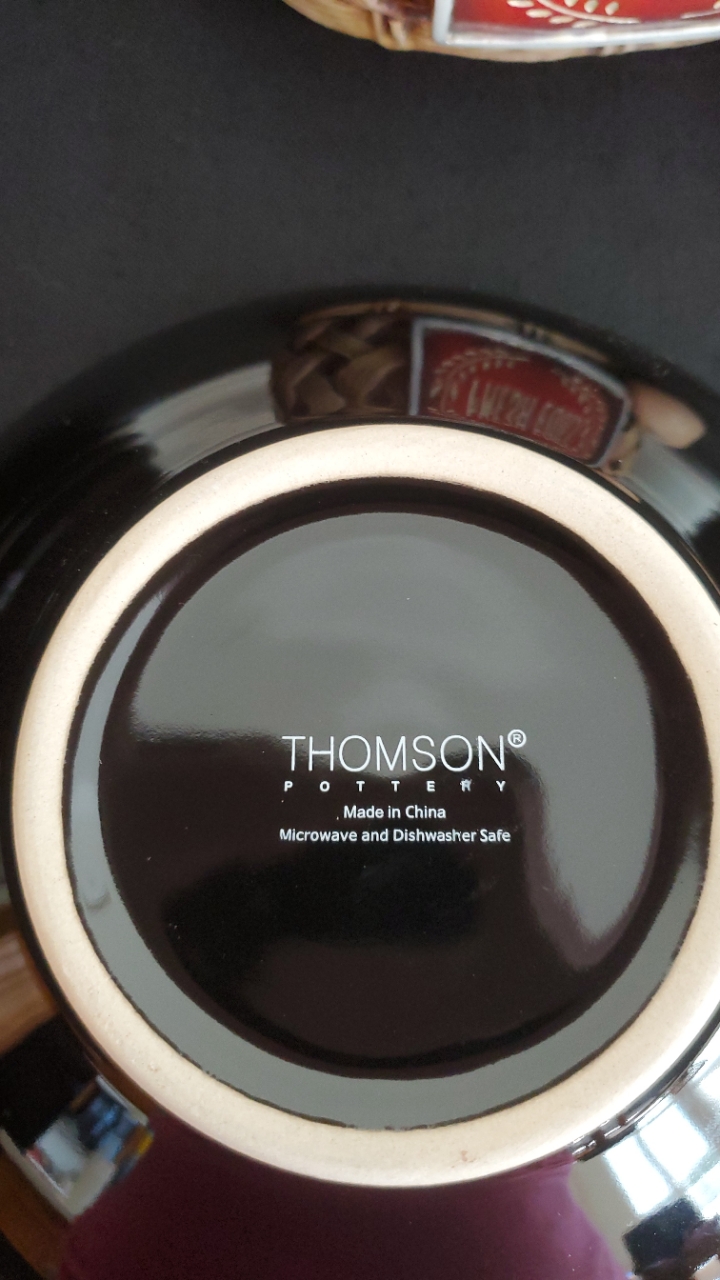 THOMSON®
POTTERY
Made in China
Microwave and Dishwasher Safe